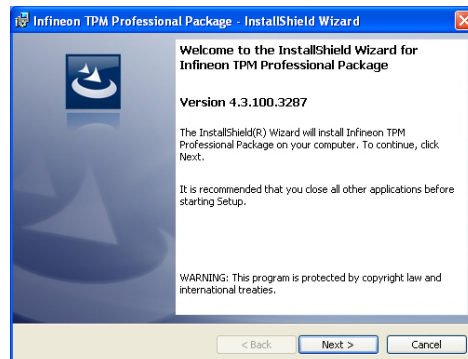 Infineon TPM Professional Package - InstallShield Wizard
Welcome to the InstallShield Wizard for
Infineon TPM Professional Package
Version 4.3.100.3287
The InstallShield(R) Wizard will install Infineon TPM
Professional Package on your computer. To continue, click
Next.
It is recommended that you close all other applications before
starting Setup.
WARNING: This program is protected by copyright law and
international treaties.
< Back Next > Cancel